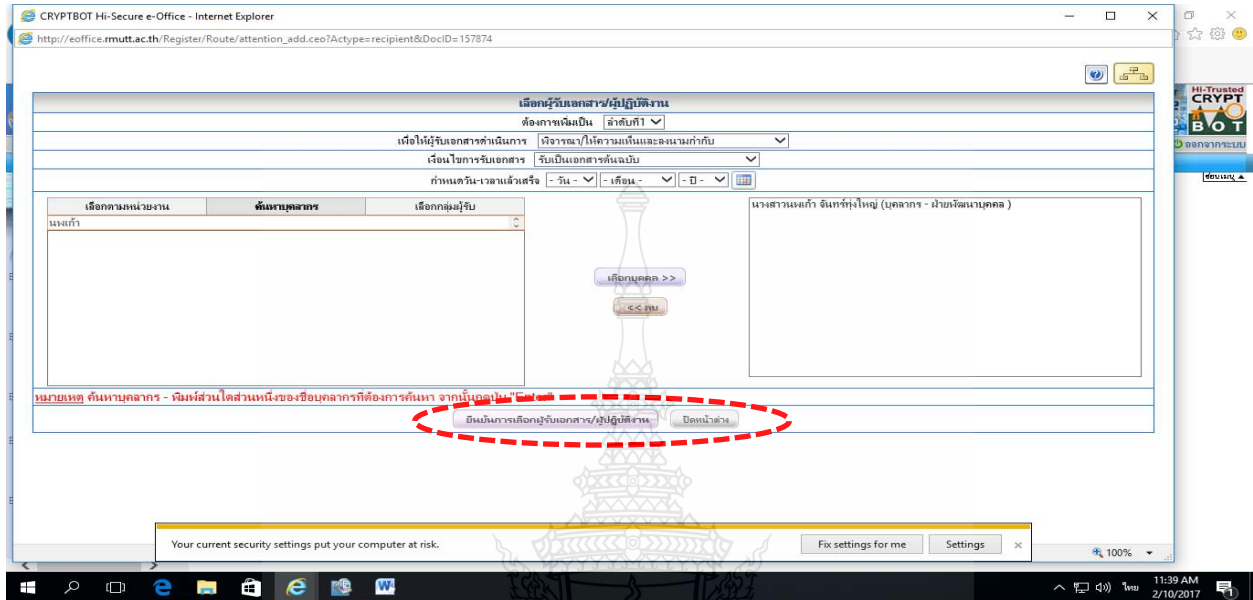 CRYPTBOT Hi-Secure e-Office - Internet Explorer
http://eoffice.rmutt.ac.th/Register/Route/attention_add.ceo?Actype=recipient&DocID=157874
Hi-Trusted
CRYPT
BOT
ออกจากระบบ
ซ่อนเมนู ▲
เลือกผู้รับเอกสาร/ผู้ปฏิบัติงาน
ต้องการเพิ่มเป็น ลำดับที่1
เพื่อให้ผู้รับเอกสารดำเนินการ พิจารณา/ให้ความเห็นและลงนามกำกับ
เงื่อนไขการรับเอกสาร รับเป็นเอกสารต้นฉบับ
กำหนดวัน-เวลาแล้วเสร็จ - วัน - - เดือน - - ปี -
เลือกตามหน่วยงาน ค้นหาบุคลากร เลือกกลุ่มผู้รับ
นพเก้า
นางสาวนพเก้า จันทร์ทุ่งใหญ่ (บุคลากร - ฝ่ายพัฒนาบุคคล )
เลือกบุคคล >>
<< ลบ
หมายเหตุ ค้นหาบุคลากร - พิมพ์ส่วนใดส่วนหนึ่งของชื่อบุคลากรที่ต้องการค้นหา จากนั้นกดปุ่ม "Enter"
ยืนยันการเลือกผู้รับเอกสาร/ผู้ปฏิบัติงาน ปิดหน้าต่าง
Your current security settings put your computer at risk. Fix settings for me Settings ×
100%
ไทย
11:39 AM
2/10/2017